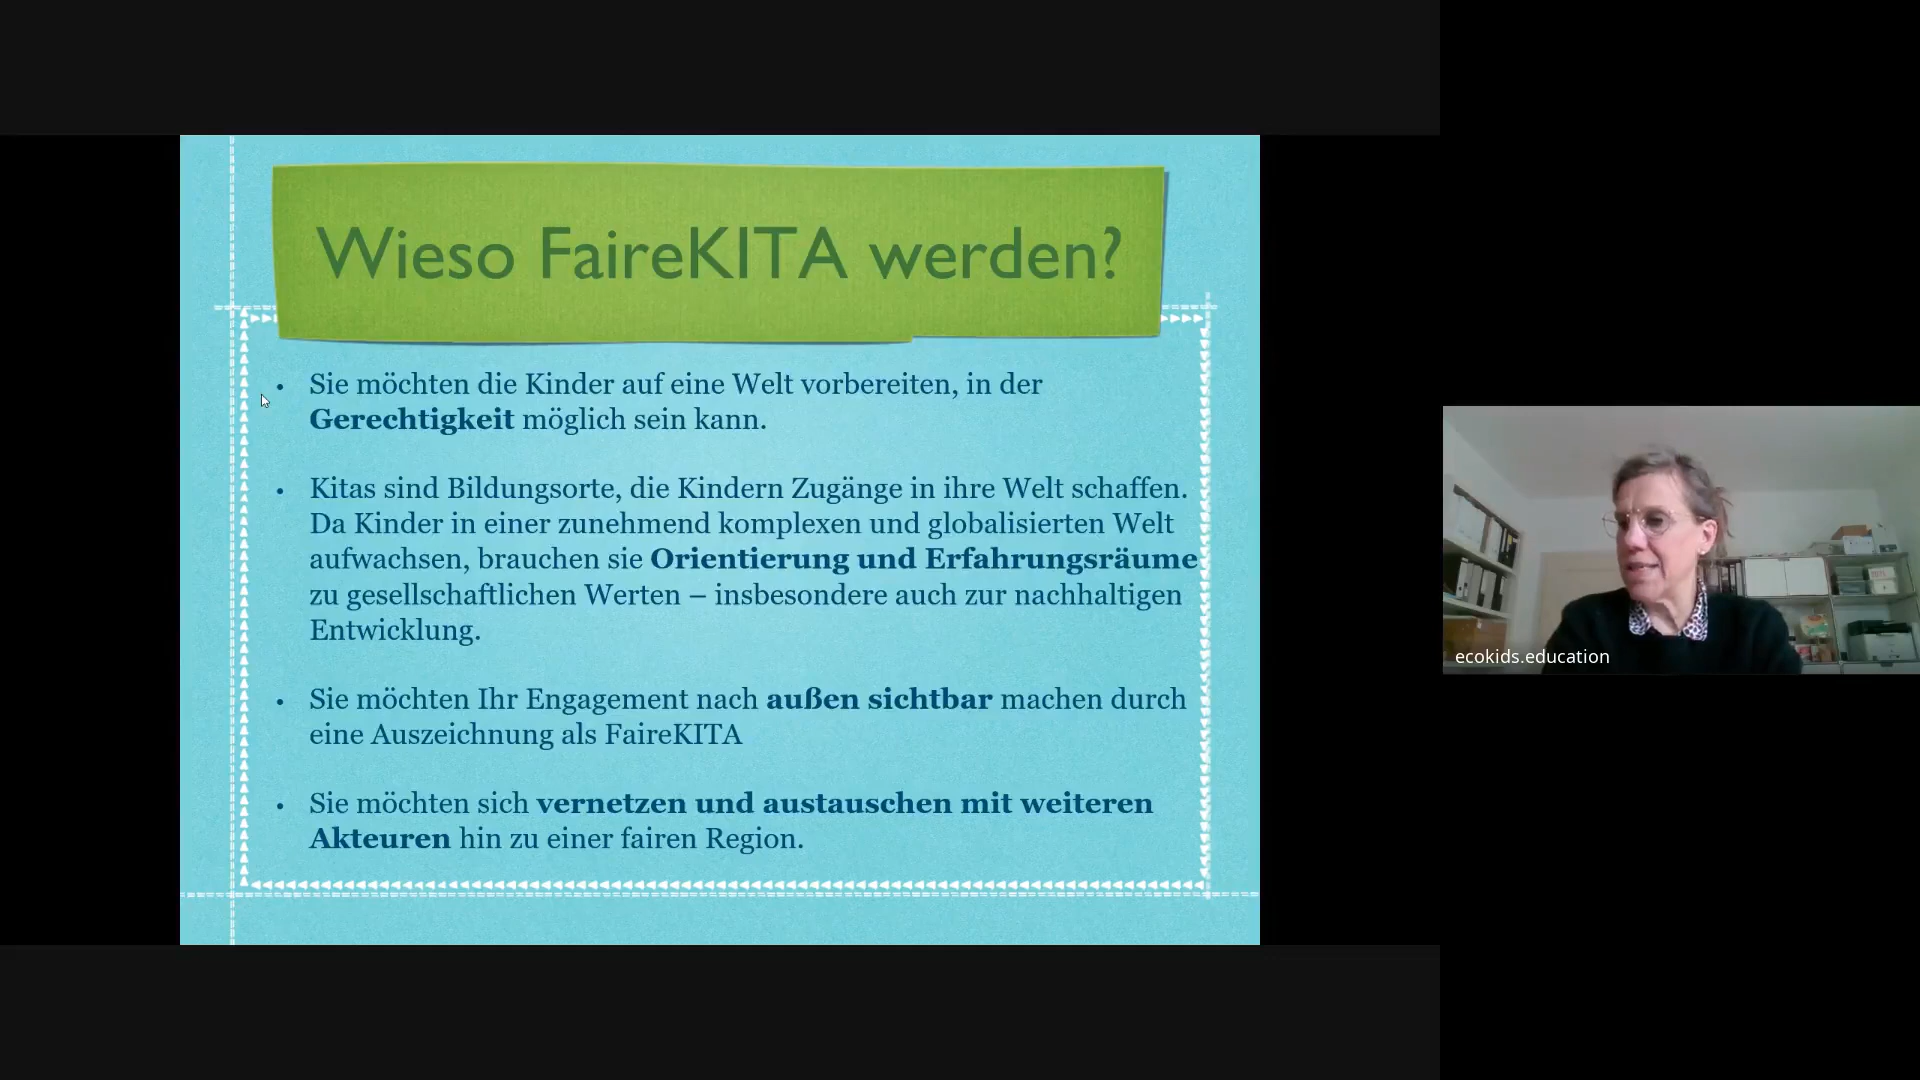 Wieso FaireKITA werden?
• Sie möchten die Kinder auf eine Welt vorbereiten, in der
Gerechtigkeit möglich sein kann.
• Kitas sind Bildungsorte, die Kindern Zugänge in ihre Welt schaffen.
Da Kinder in einer zunehmend komplexen und globalisierten Welt
aufwachsen, brauchen sie Orientierung und Erfahrungsräume
zu gesellschaftlichen Werten – insbesondere auch zur nachhaltigen
Entwicklung.
• Sie möchten Ihr Engagement nach außen sichtbar machen durch
eine Auszeichnung als FaireKITA
• Sie möchten sich vernetzen und austauschen mit weiteren
Akteuren hin zu einer fairen Region.
ecokids.education